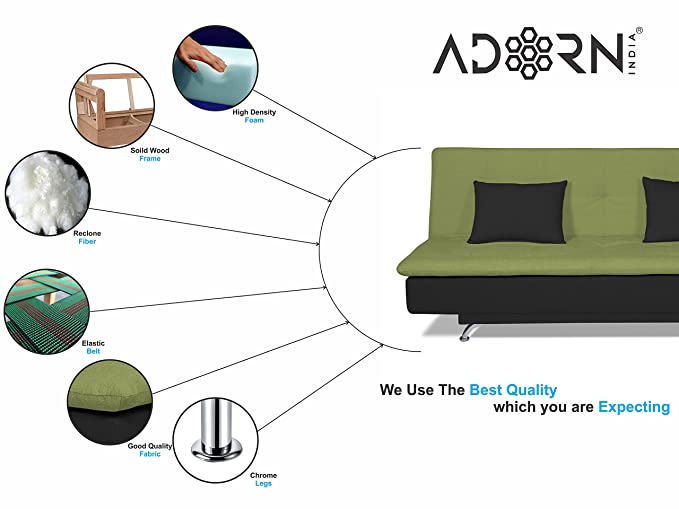 ADORN
INDIA®
High Density
Foam
Soild Wood
Frame
Reclone
Fiber
Elastic
Belt
Good Quality
Fabric
Chrome
Legs
We Use The Best Quality
which you are Expecting